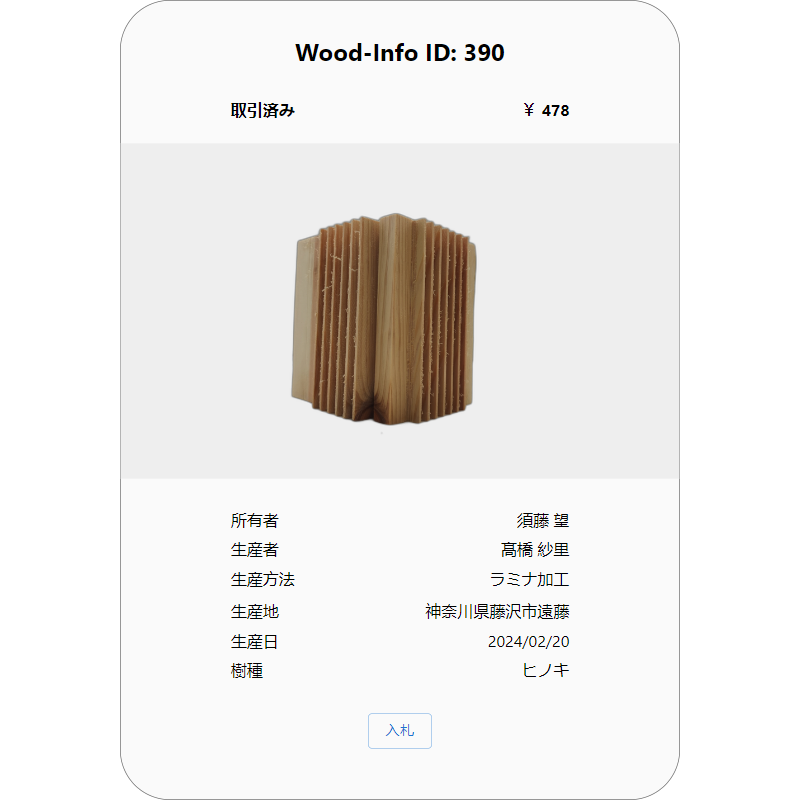 Wood-Info ID: 390
取引済み ￥ 478
所有者 須藤 望
生産者 髙橋 紗里
生産方法 ラミナ加工
生産地 神奈川県藤沢市遠藤
生産日 2024/02/20
樹種 ヒノキ
入札